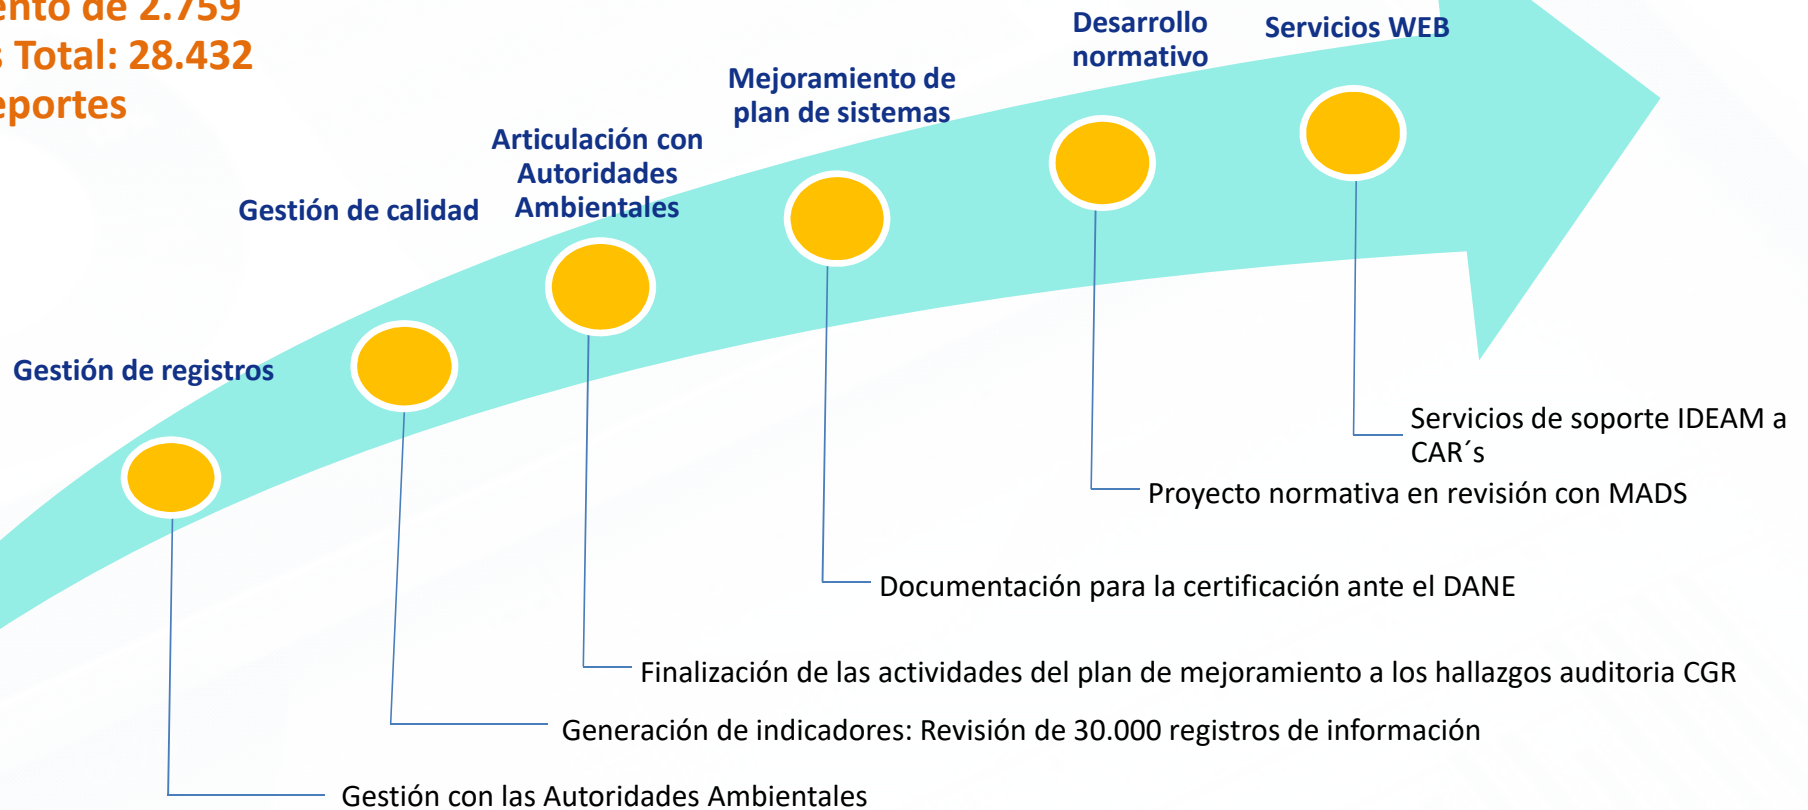 de 2.759
Total: 28.432
Desarrollo
normativo
Servicios WEB
Mejoramiento de
plan de sistemas
Articulación con
Autoridades
Ambientales
Gestión de calidad
Gestión de registros
Servicios de soporte IDEAM a
CAR´s
Proyecto normativa en revisión con MADS
Documentación para la certificación ante el DANE
Finalización de las actividades del plan de mejoramiento a los hallazgos auditoria CGR
Generación de indicadores: Revisión de 30.000 registros de información
Gestión con las Autoridades Ambientales